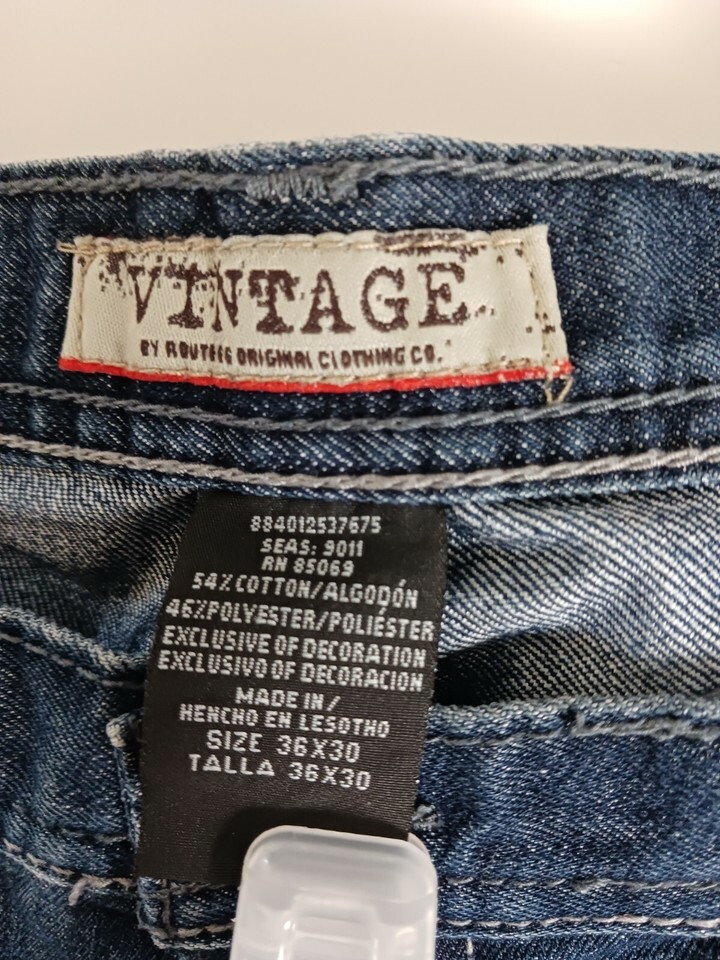 VINTAGE
BY ROUTE66 ORIGINAL CLOTHING CO.
884012537675
SEAS: 9011
RN 85069
54% COTTON/ALGODÓN
46% POLYESTER/POLIÉSTER
EXCLUSIVE OF DECORATION
EXCLUSIVO OF DECORACION
MADE IN/
HENCHO EN LESOTHO
SIZE 36X30
TALLA 36X30